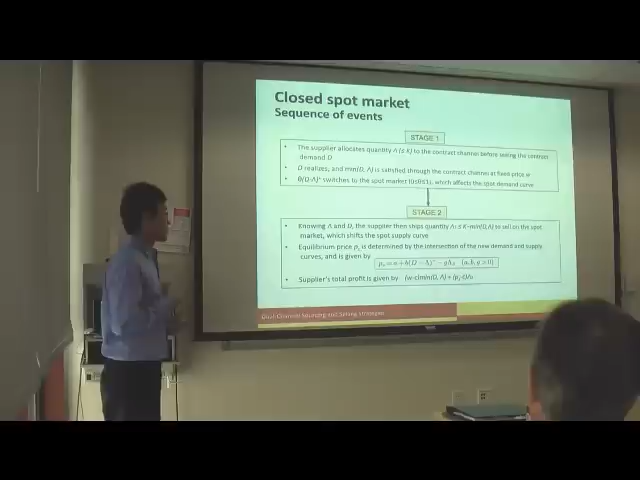 Closed spot market
Sequence of events
STAGE 1
• The supplier allocates quantity Λ (≤ K) to the contract channel before seeing the contract
demand D
• D realizes, and min(D, Λ) is satisfied through the contract channel at fixed price w
• θ(D-Λ)⁺ switches to the spot market (0≤θ≤1), which affects the spot demand curve
STAGE 2
• Knowing Λ and D, the supplier then ships quantity Λ ≤ K-min(D,Λ) to sell on the spot
market, which shifts the spot supply curve
• Equilibrium price pₛ is determined by the intersection of the new demand and supply
curves, and is given by
• Supplier's total profit is given by
Dual-Channel Sourcing and Selling Strategies